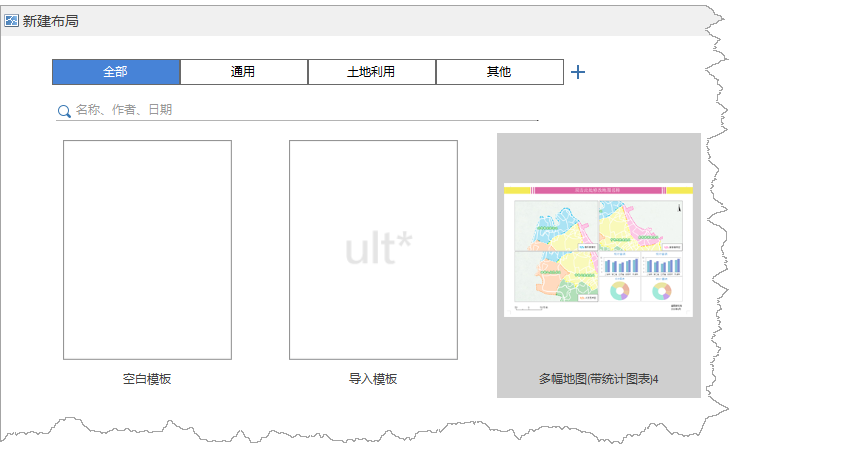 新建布局
全部
通用
土地利用
其他
名称、作者、日期
ult*
空白模板
导入模板
多幅地图(带统计图表)4